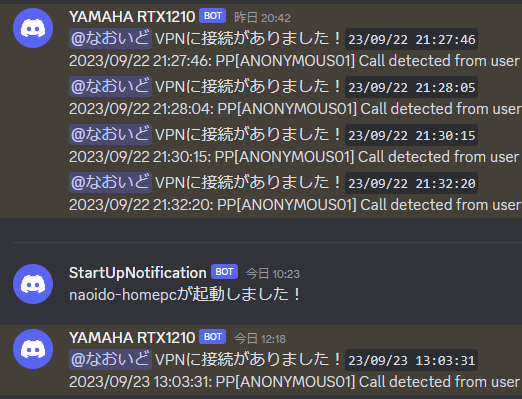 YAMAHA RTX1210 BOT 昨日 20:42
@なおいど VPNに接続がありました！23/09/22 21:27:46
2023/09/22 21:27:46: PP[ANONYMOUS01] Call detected from user
@なおいど VPNに接続がありました！23/09/22 21:28:05
2023/09/22 21:28:04: PP[ANONYMOUS01] Call detected from user
@なおいど VPNに接続がありました！23/09/22 21:30:15
2023/09/22 21:30:15: PP[ANONYMOUS01] Call detected from user
@なおいど VPNに接続がありました！23/09/22 21:32:20
2023/09/22 21:32:20: PP[ANONYMOUS01] Call detected from user
StartUpNotification BOT 今日 10:23
naoido-homepcが起動しました！
YAMAHA RTX1210 BOT 今日 12:18
@なおいど VPNに接続がありました！23/09/23 13:03:31
2023/09/23 13:03:31: PP[ANONYMOUS01] Call detected from user